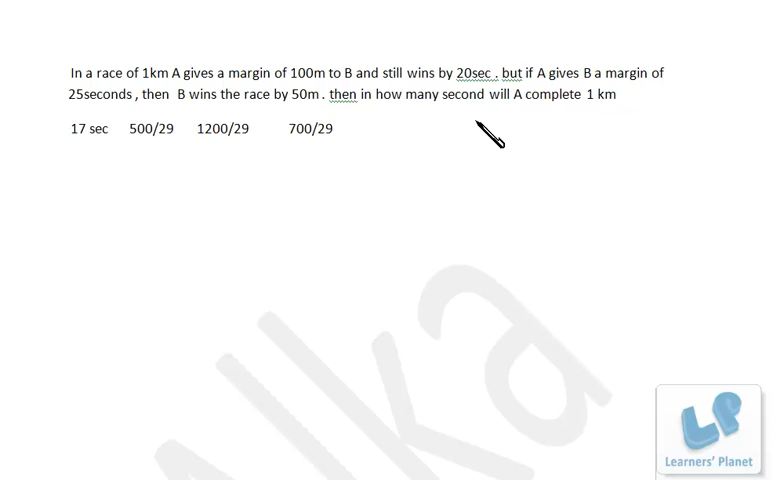 In a race of 1km A gives a margin of 100m to B and still wins by 20sec . but if A gives B a margin of
25seconds , then B wins the race by 50m . then in how many second will A complete 1 km
17 sec 500/29 1200/29 700/29
Alka
LP
Learners' Planet